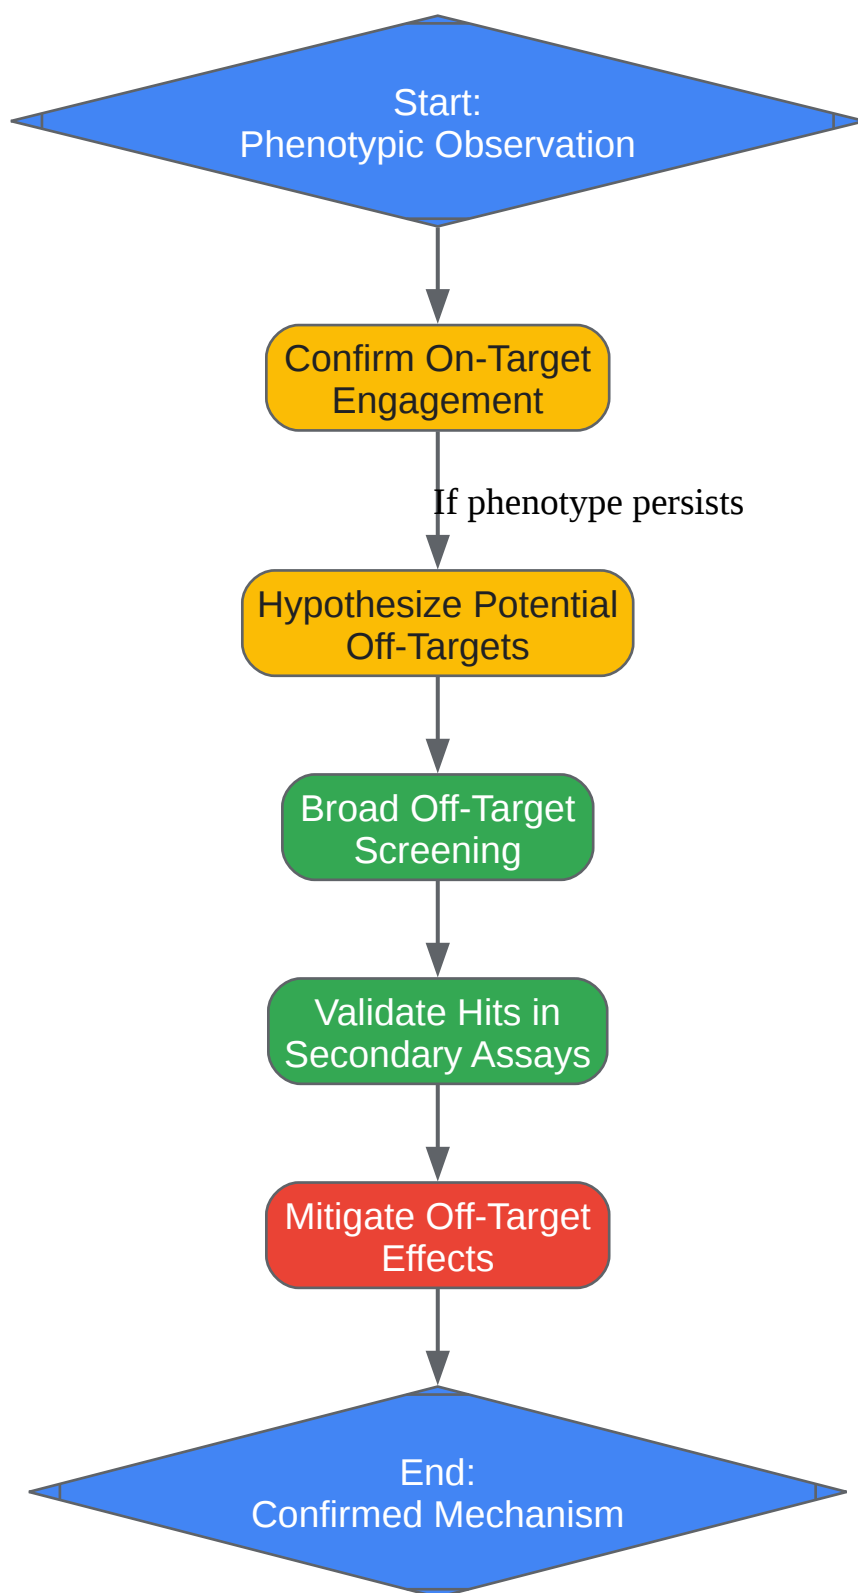 Start:
Phenotypic Observation
Confirm On-Target
Engagement
If phenotype persists
Hypothesize Potential
Off-Targets
Broad Off-Target
Screening
Validate Hits in
Secondary Assays
Mitigate Off-Target
Effects
End:
Confirmed Mechanism